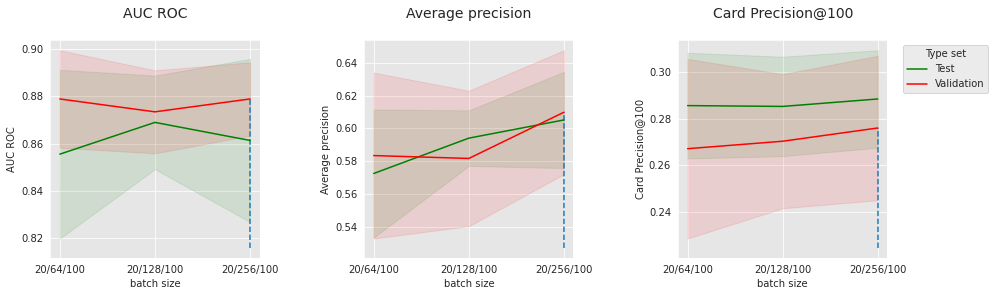 AUC ROC
0.90
0.88
0.86
0.84
0.82
AUC ROC
20/64/100 20/128/100 20/256/100
batch size
Average precision
0.64
0.62
0.60
0.58
0.56
0.54
Average precision
20/64/100 20/128/100 20/256/100
batch size
Card Precision@100
0.30
0.28
0.26
0.24
Card Precision@100
20/64/100 20/128/100 20/256/100
batch size
Type set
Test
Validation